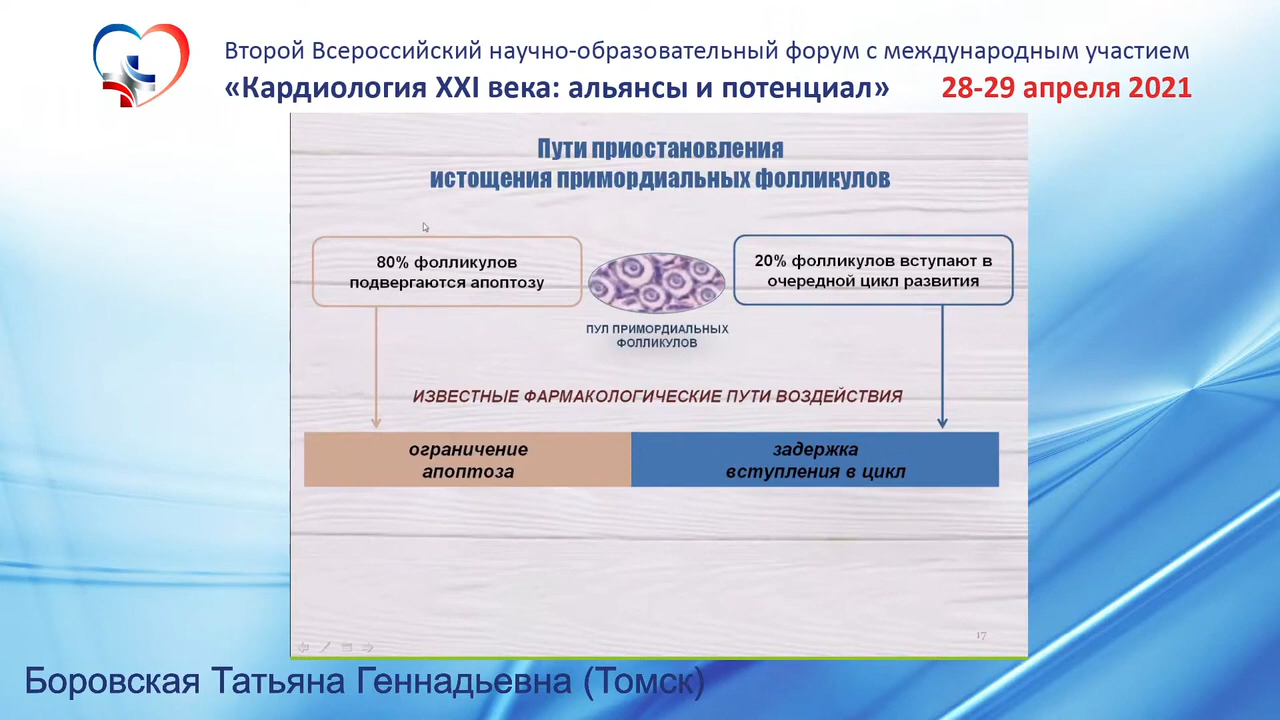 Второй Всероссийский научно-образовательный форум с международным участием
«Кардиология XXI века: альянсы и потенциал» 28-29 апреля 2021
Пути приостановления
истощения примордиальных фолликулов
80% фолликулов
подвергаются апоптозу
20% фолликулов вступают в
очередной цикл развития
ПУЛ ПРИМОРДИАЛЬНЫХ
ФОЛЛИКУЛОВ
ИЗВЕСТНЫЕ ФАРМАКОЛОГИЧЕСКИЕ ПУТИ ВОЗДЕЙСТВИЯ
ограничение
апоптоза
задержка
вступления в цикл
17
Боровская Татьяна Геннадьевна (Томск)